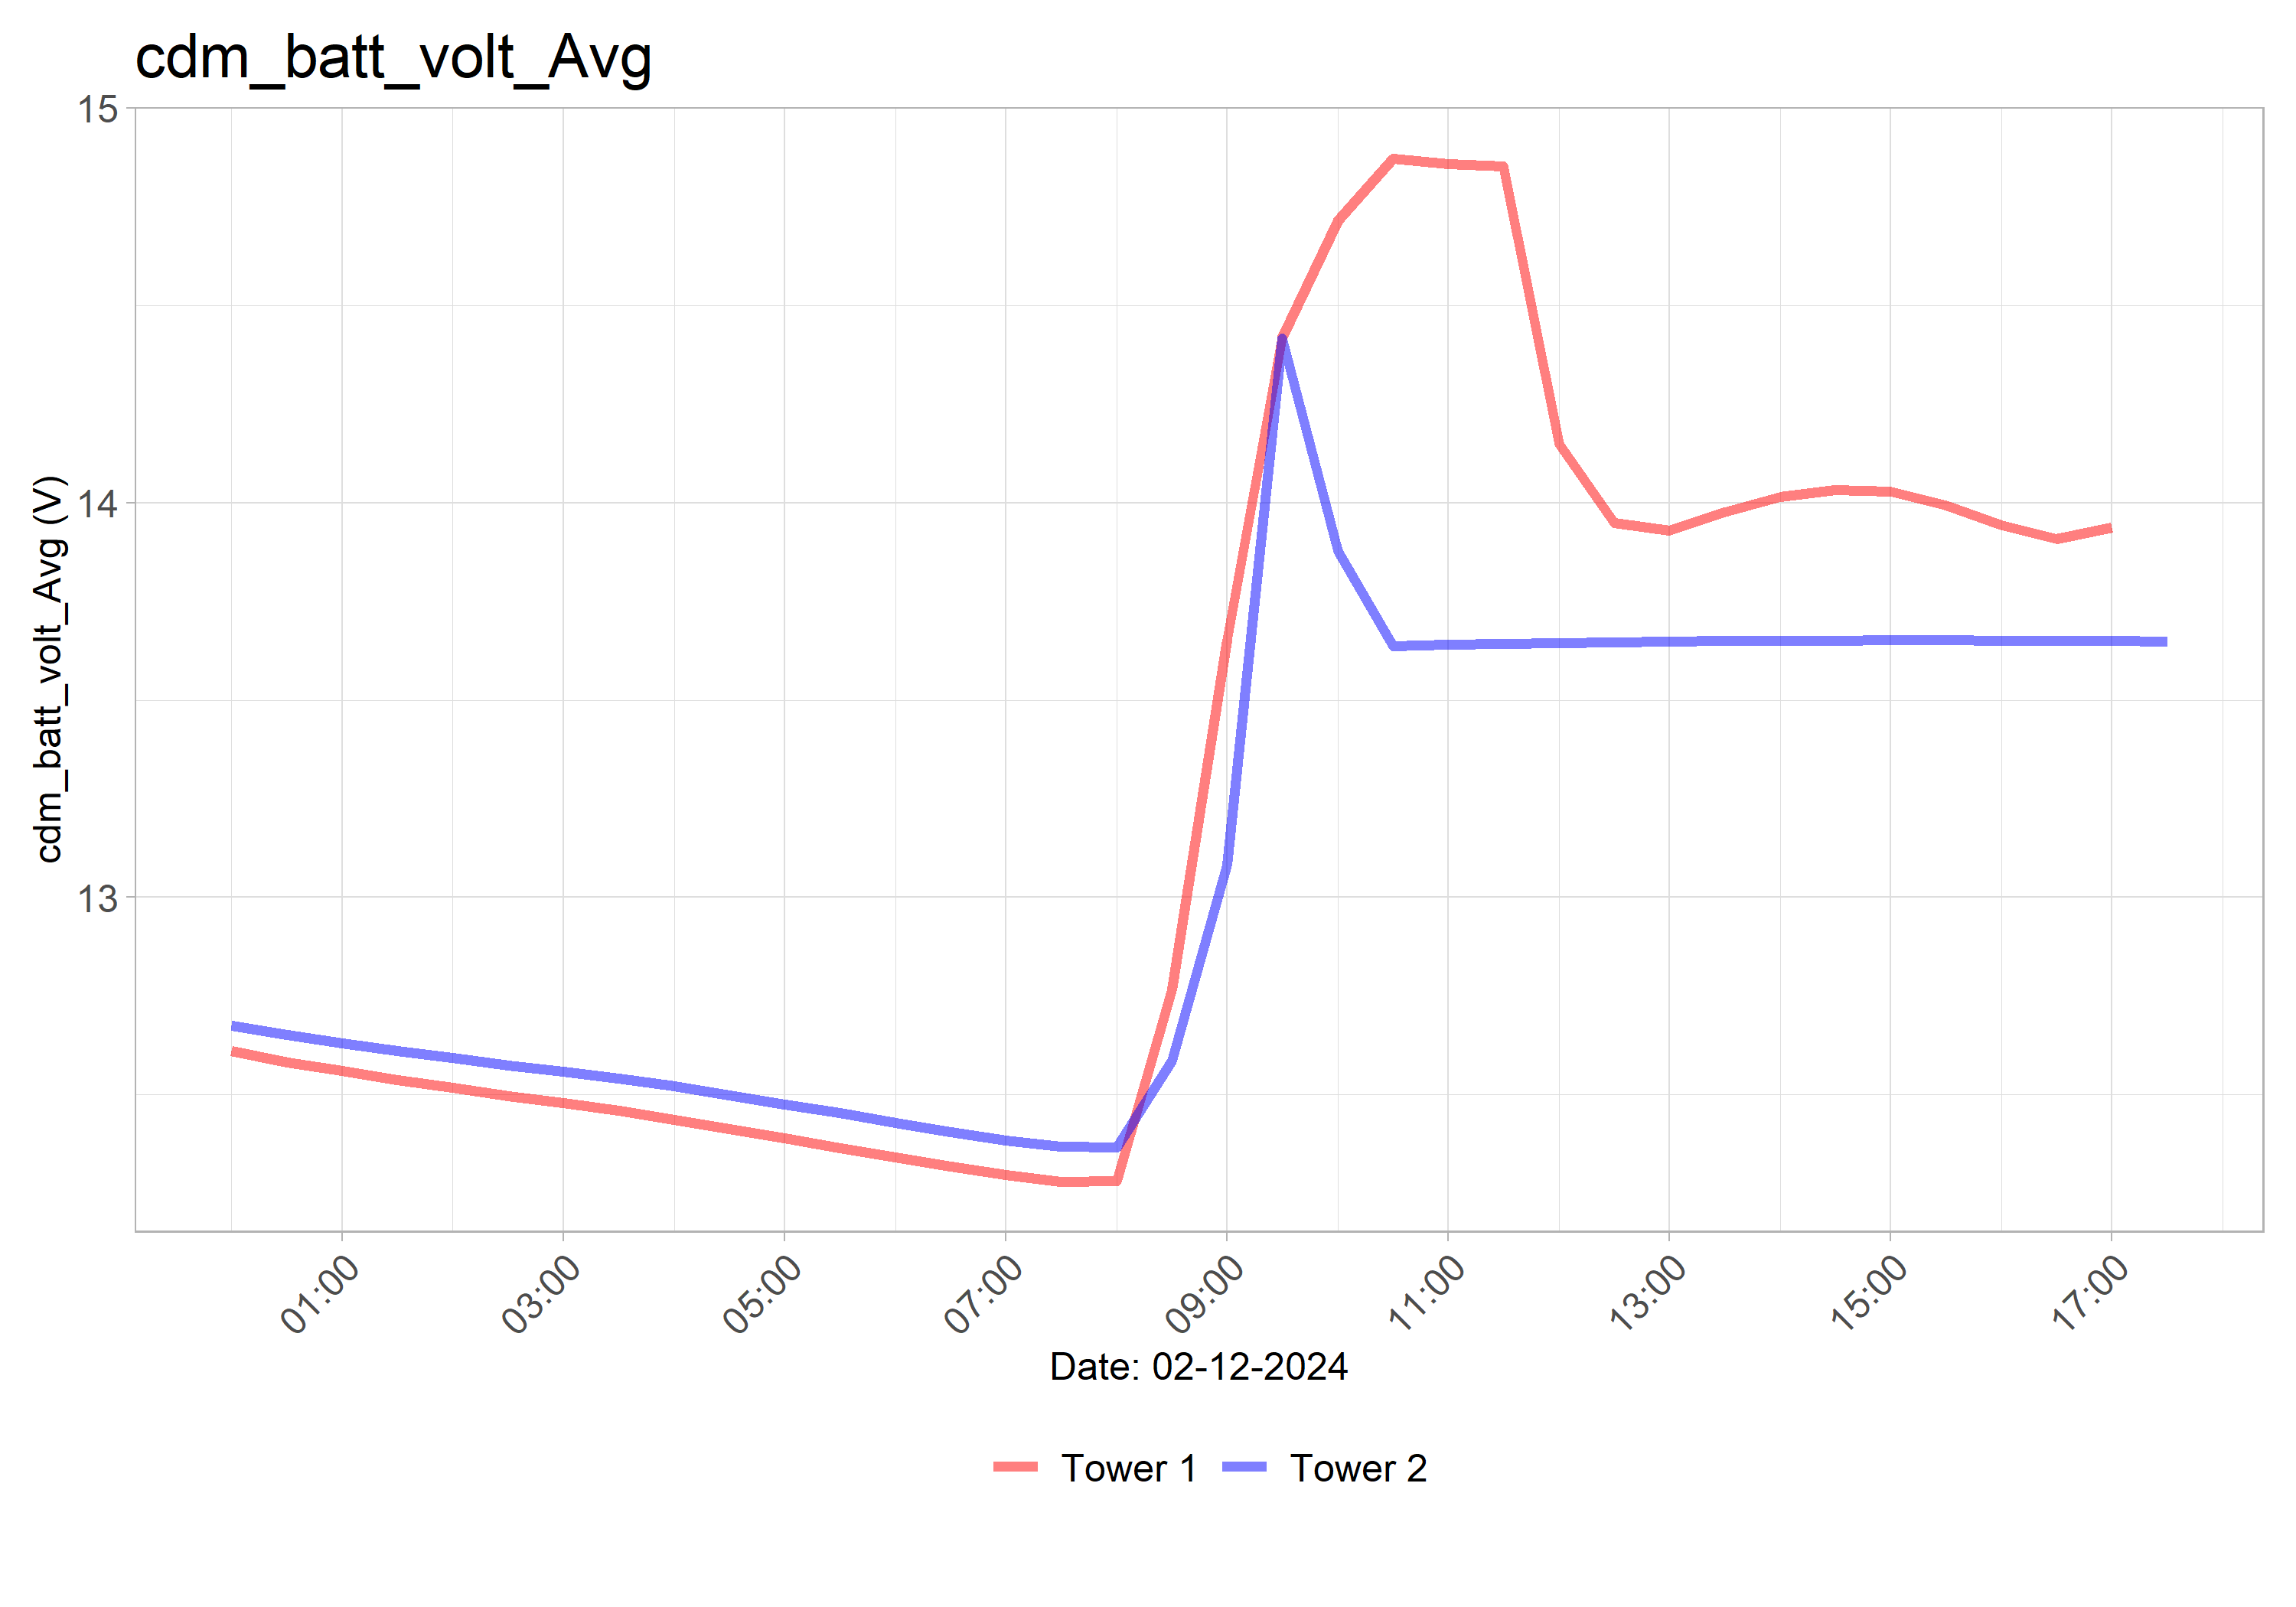 cdm_batt_volt_Avg
15
14
13
cdm_batt_volt_Avg (V)
01:00
03:00
05:00
07:00
09:00
11:00
13:00
15:00
17:00
Date: 02-12-2024
Tower 1
Tower 2